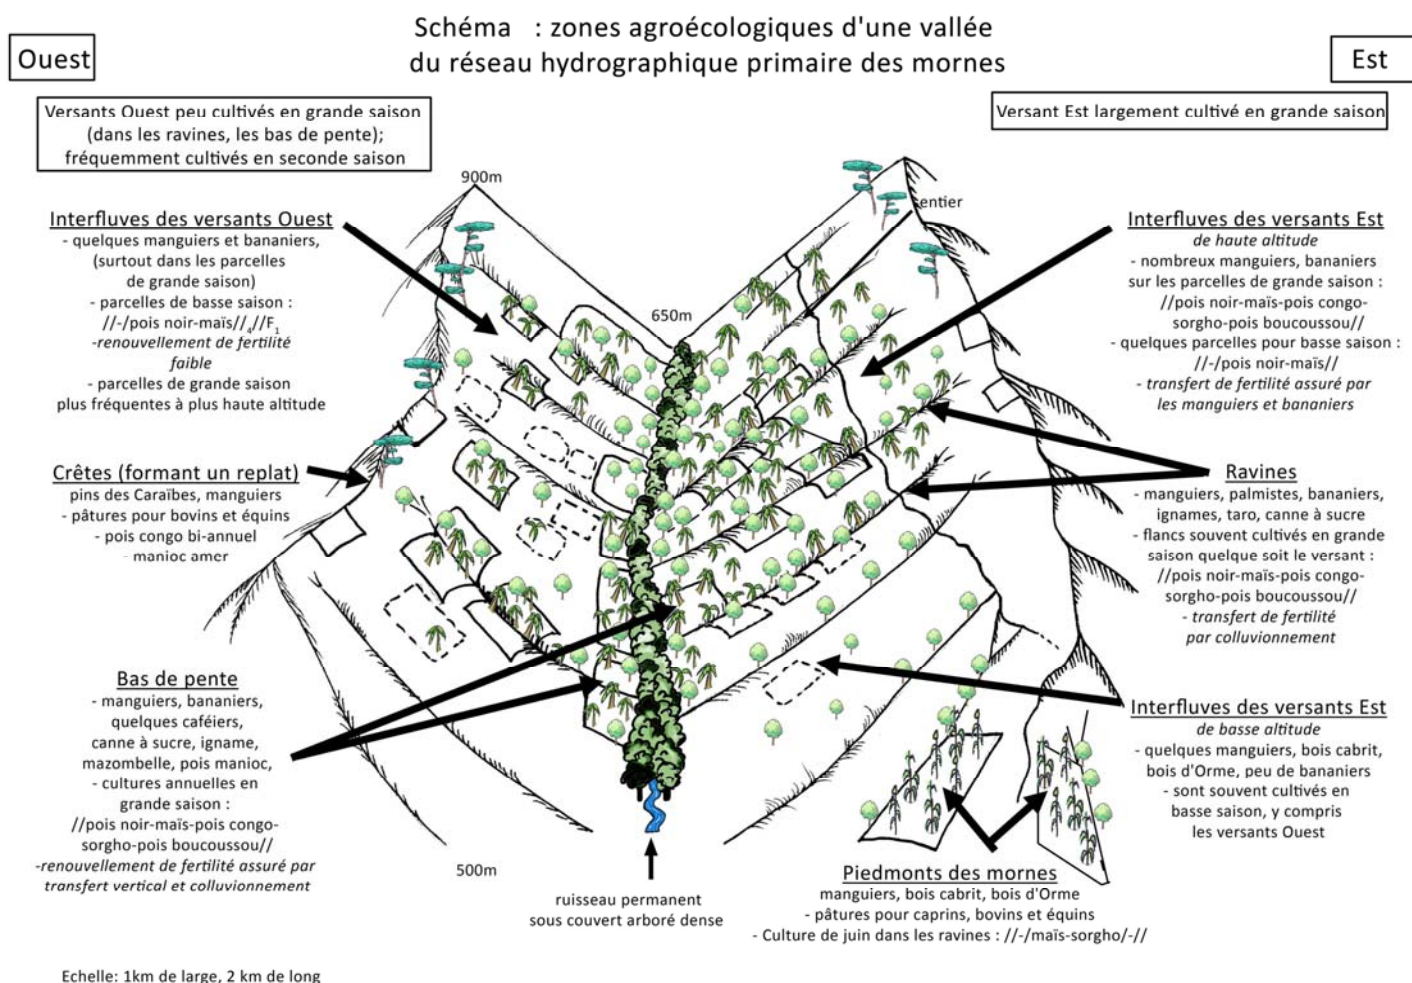 Schéma : zones agroécologiques d'une vallée
du réseau hydrographique primaire des mornes
Ouest
Est
Versants Ouest peu cultivés en grande saison
(dans les ravines, les bas de pente);
fréquemment cultivés en seconde saison
Versant Est largement cultivé en grande saison
900m
entier
650m
Interfluves des versants Ouest
- quelques manguiers et bananiers,
(surtout dans les parcelles
de grande saison)
- parcelles de basse saison :
//-/pois noir-maïs//₄//F₁
-renouvellement de fertilité
faible
- parcelles de grande saison
plus fréquentes à plus haute altitude
Crêtes (formant un replat)
pins des Caraïbes, manguiers
- pâtures pour bovins et équins
- pois congo bi-annuel
- manioc amer
Bas de pente
- manguiers, bananiers,
quelques caféiers,
canne à sucre, igname,
mazombelle, pois manioc,
- cultures annuelles en
grande saison :
//pois noir-maïs-pois congo-
sorgho-pois boucoussou//
-renouvellement de fertilité assuré par
transfert vertical et colluvionnement
Interfluves des versants Est
de haute altitude
- nombreux manguiers, bananiers
sur les parcelles de grande saison :
//pois noir-maïs-pois congo-
sorgho-pois boucoussou//
- quelques parcelles pour basse saison :
//-/pois noir-maïs//
- transfert de fertilité assuré par
les manguiers et bananiers
Ravines
- manguiers, palmistes, bananiers,
ignames, taro, canne à sucre
- flancs souvent cultivés en grande
saison quelque soit le versant :
//pois noir-maïs-pois congo-
sorgho-pois boucoussou//
- transfert de fertilité
par colluvionnement
Interfluves des versants Est
de basse altitude
- quelques manguiers, bois cabrit,
bois d'Orme, peu de bananiers
- sont souvent cultivés en
basse saison, y compris
les versants Ouest
500m
ruisseau permanent
sous couvert arboré dense
Piedmonts des mornes
manguiers, bois cabrit, bois d'Orme
- pâtures pour caprins, bovins et équins
- Culture de juin dans les ravines : //-/maïs-sorgho/-//
Echelle: 1km de large, 2 km de long